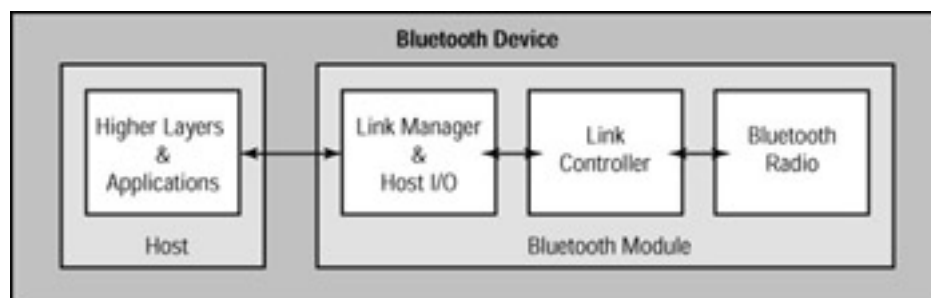 Bluetooth Device
Higher Layers
&
Applications
Host
Link Manager
&
Host I/O
Link
Controller
Bluetooth
Radio
Bluetooth Module